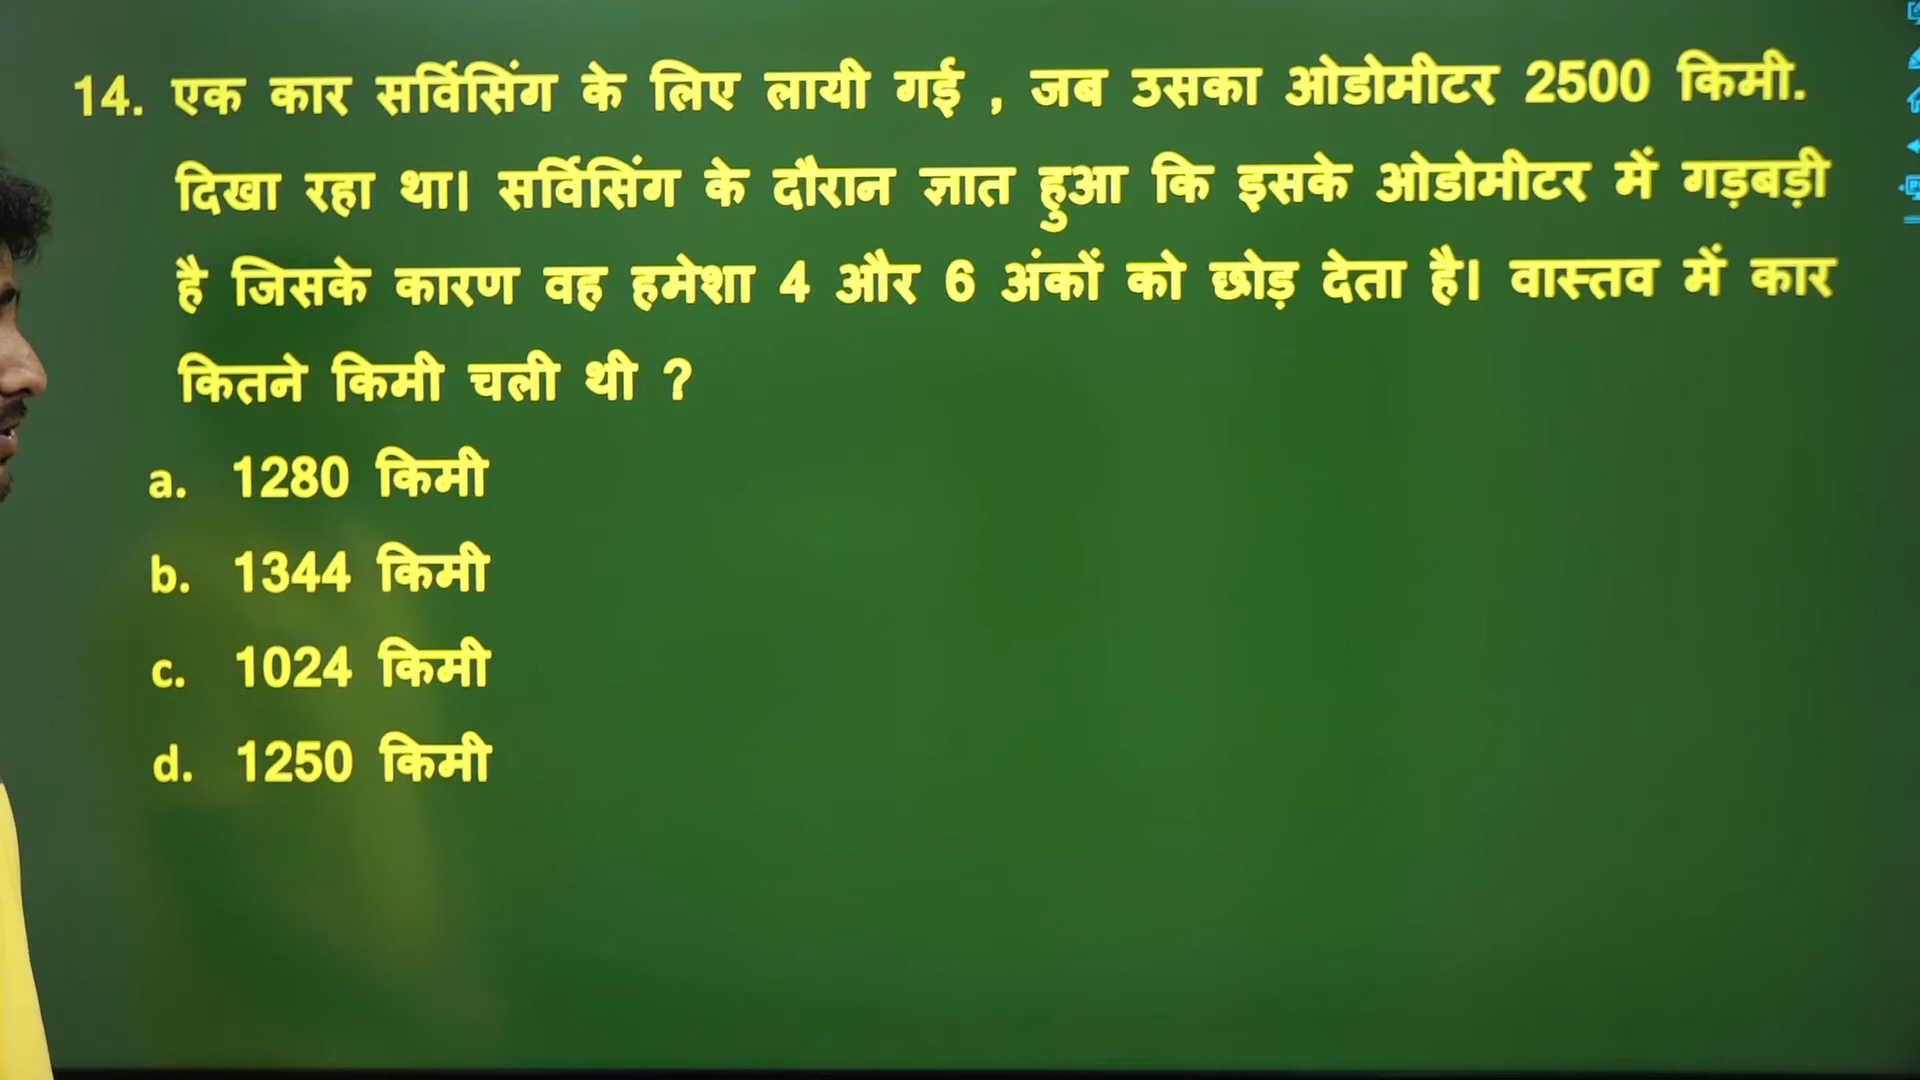 14. एक कार सर्विसिंग के लिए लायी गई , जब उसका ओडोमीटर 2500 किमी.
दिखा रहा था। सर्विसिंग के दौरान ज्ञात हुआ कि इसके ओडोमीटर में गड़बड़ी
है जिसके कारण वह हमेशा 4 और 6 अंकों को छोड़ देता है। वास्तव में कार
कितने किमी चली थी ?
a. 1280 किमी
b. 1344 किमी
c. 1024 किमी
d. 1250 किमी